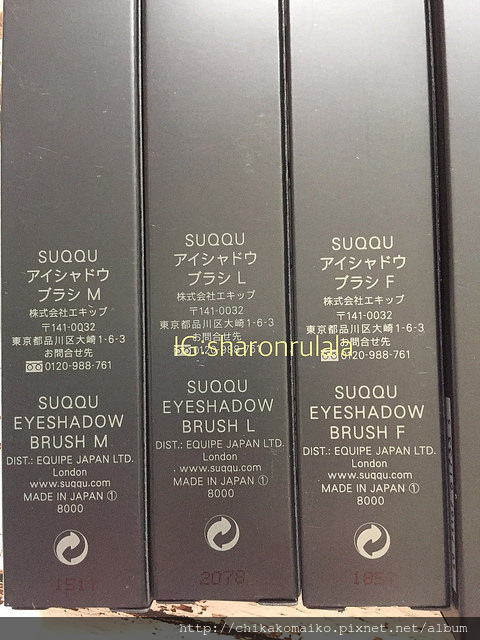 SUQQU
アイシャドウ
ブラシ M
株式会社エキップ
〒141-0032
東京都品川区大崎1-6-3
お問合せ先
0120-988-761
SUQQU
EYESHADOW
BRUSH M
DIST.: EQUIPE JAPAN LTD.
London
www.suqqu.com
MADE IN JAPAN ①
8000
1511
SUQQU
アイシャドウ
ブラシ L
株式会社エキップ
〒141-0032
東京都品川区大崎1-6-3
お問合せ先
SUQQU
EYESHADOW
BRUSH L
DIST.: EQUIPE JAPAN LTD.
London
www.suqqu.com
MADE IN JAPAN ①
8000
2078
SUQQU
アイシャドウ
ブラシ F
株式会社エキップ
〒141-0032
東京都品川区大崎1-6-3
お問合せ先
0120-988-761
SUQQU
EYESHADOW
BRUSH F
DIST.: EQUIPE JAPAN LTD.
London
www.suqqu.com
MADE IN JAPAN ①
8000
IG:sharonrulala
http://chikakomaiko.pixnet.net/album